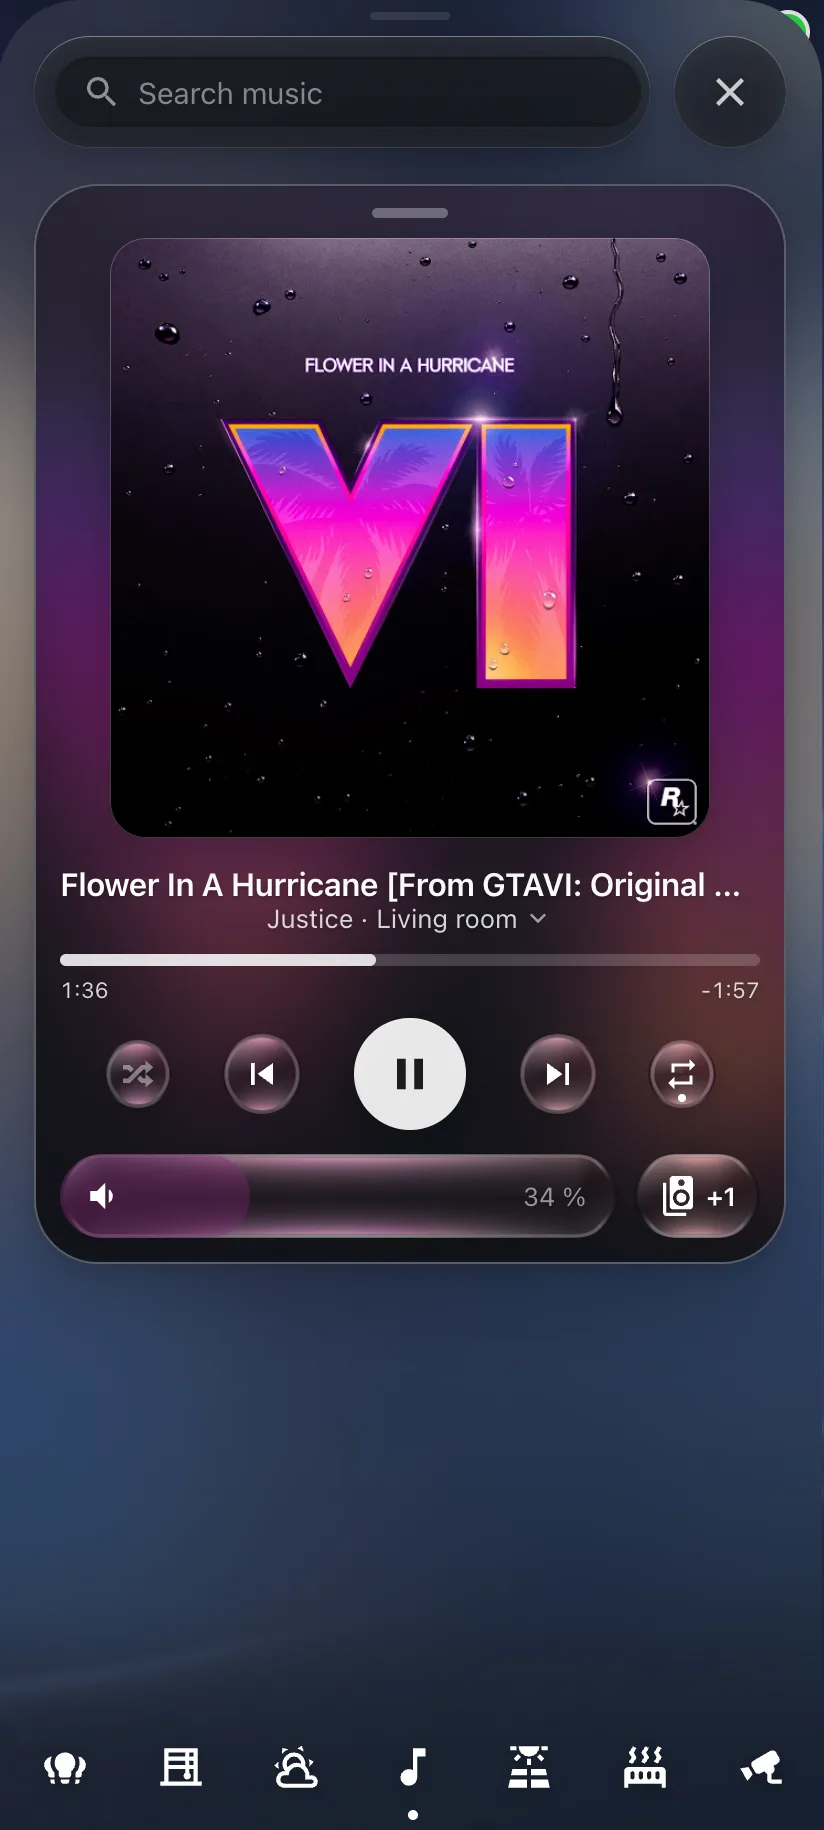 Search music
FLOWER IN A HURRICANE
VI
R
Flower In A Hurricane [From GTAVI: Original ...
Justice · Living room
1:36
-1:57
34 %
+1